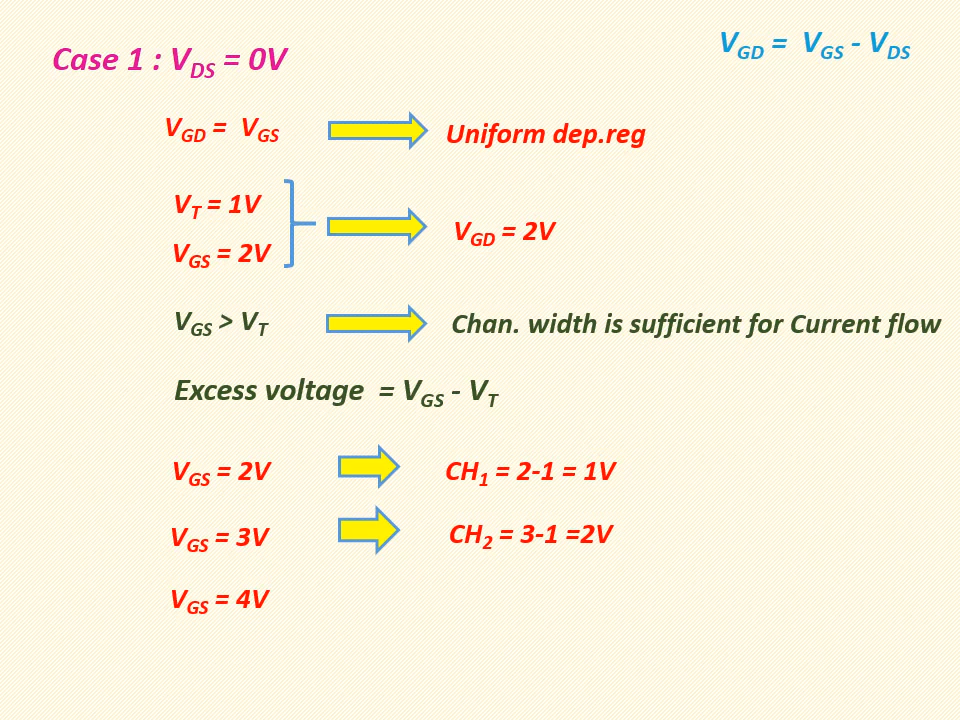 Case 1 : VDS = 0V
VGD = VGS - VDS
VGD = VGS
Uniform dep.reg
VT = 1V
VGS = 2V
VGD = 2V
VGS > VT
Chan. width is sufficient for Current flow
Excess voltage = VGS - VT
VGS = 2V
CH1 = 2-1 = 1V
VGS = 3V
CH2 = 3-1 =2V
VGS = 4V